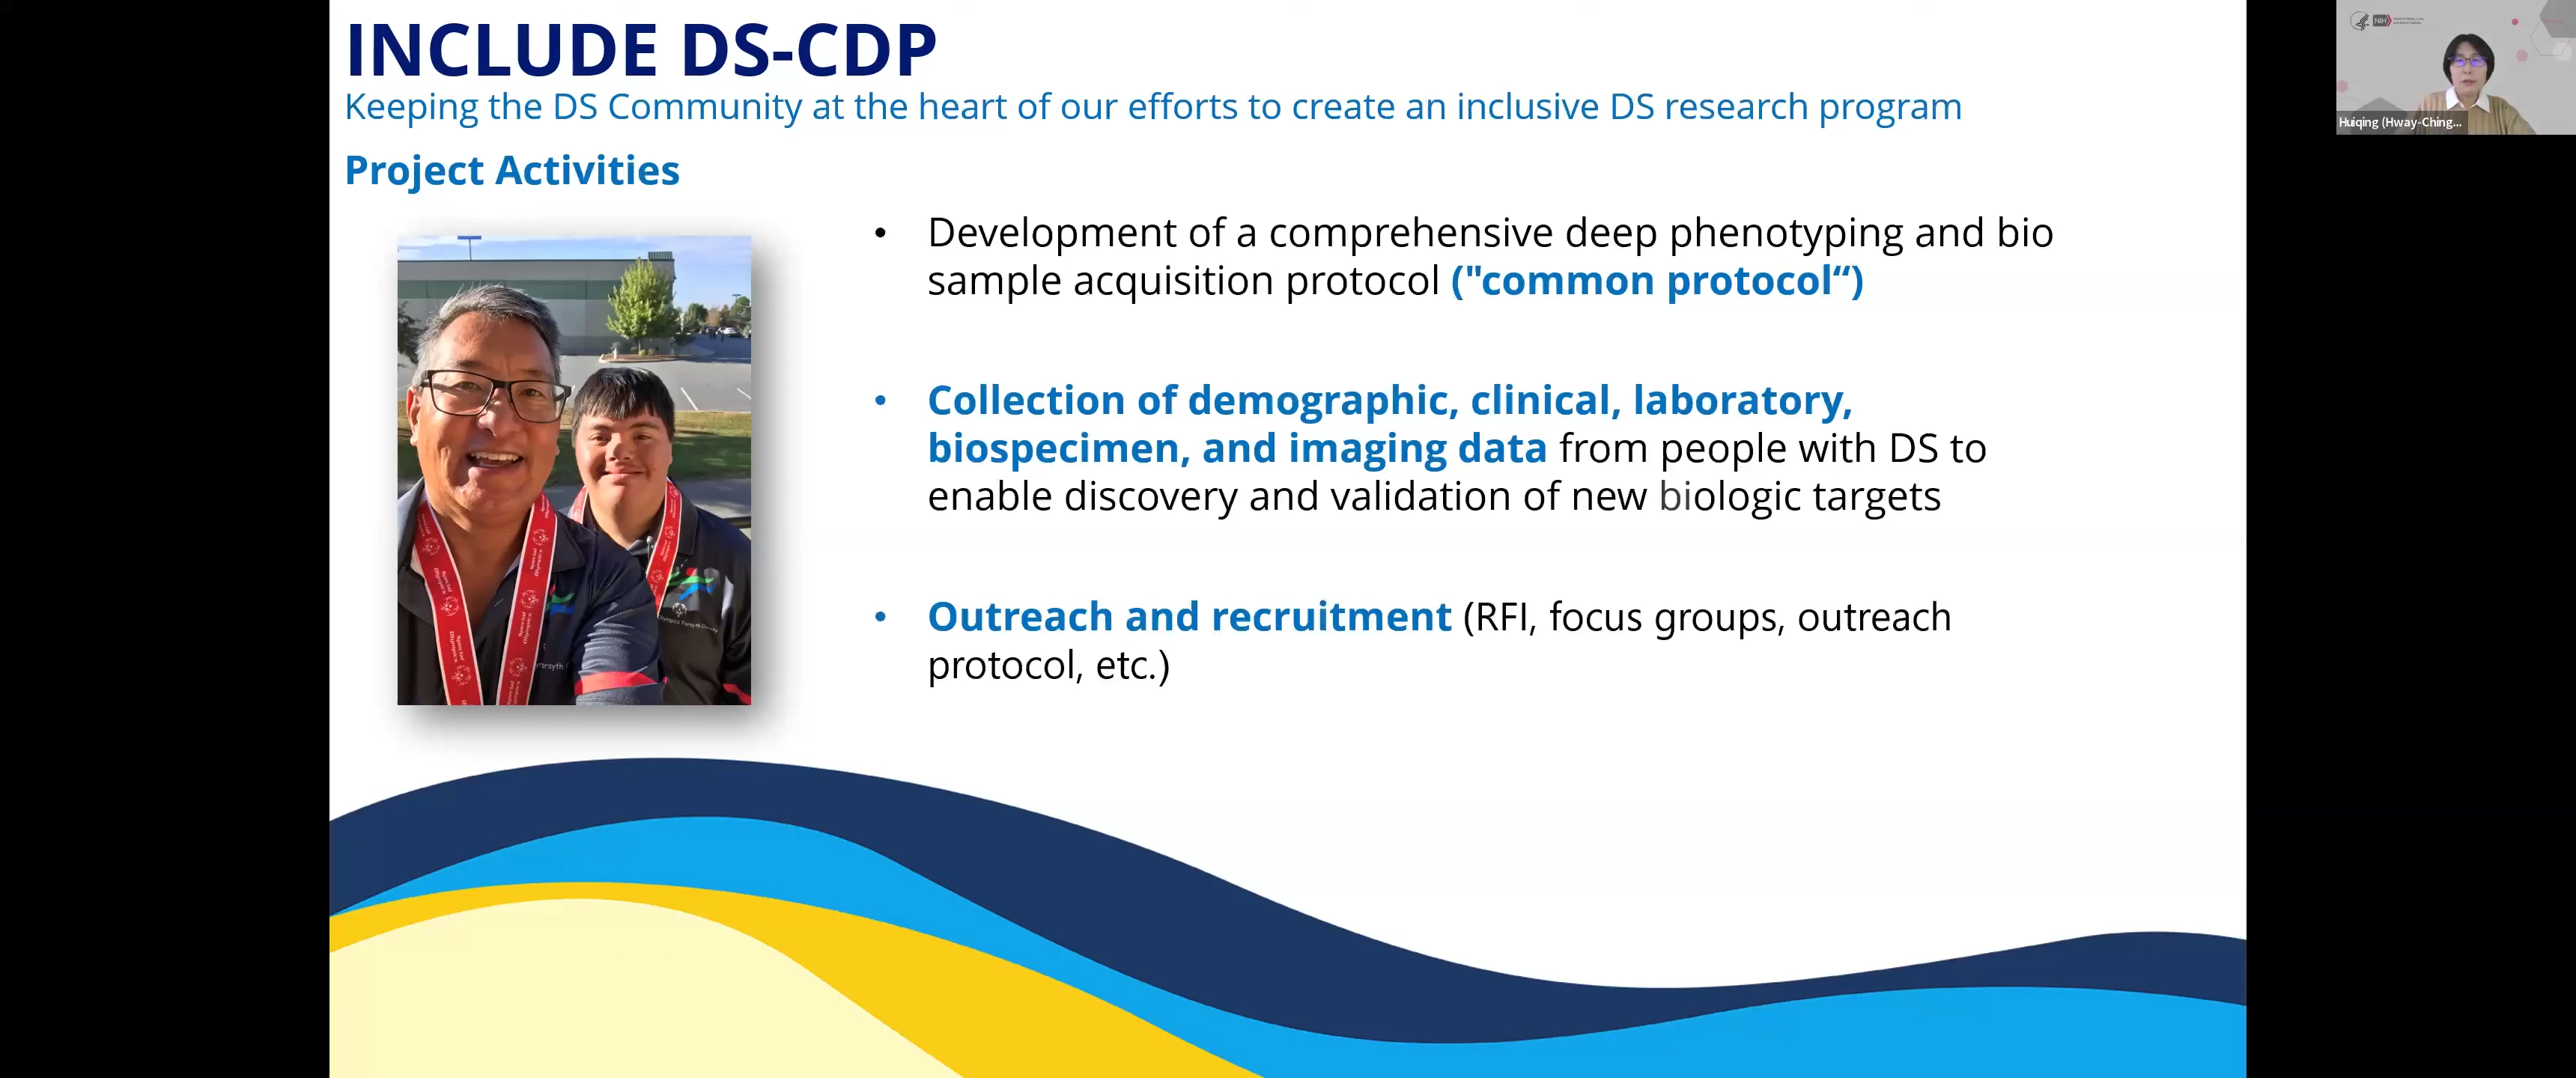 INCLUDE DS-CDP
Keeping the DS Community at the heart of our efforts to create an inclusive DS research program
Project Activities
• Development of a comprehensive deep phenotyping and bio
sample acquisition protocol ("common protocol“)
• Collection of demographic, clinical, laboratory,
biospecimen, and imaging data from people with DS to
enable discovery and validation of new biologic targets
• Outreach and recruitment (RFI, focus groups, outreach
protocol, etc.)
NIH
Huiqing (Hway-Ching...